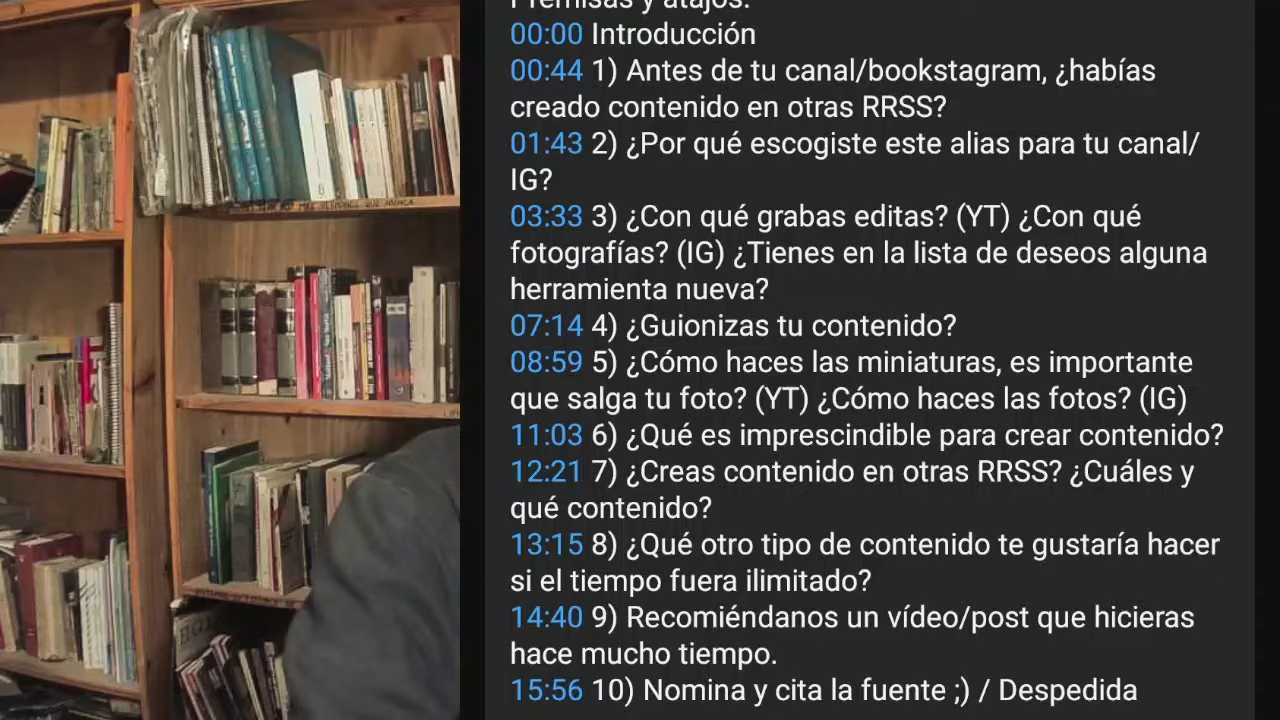 Premisas y atajos:
00:00 Introducción
00:44 1) Antes de tu canal/bookstagram, ¿habías
creado contenido en otras RRSS?
01:43 2) ¿Por qué escogiste este alias para tu canal/
IG?
03:33 3) ¿Con qué grabas editas? (YT) ¿Con qué
fotografías? (IG) ¿Tienes en la lista de deseos alguna
herramienta nueva?
07:14 4) ¿Guionizas tu contenido?
08:59 5) ¿Cómo haces las miniaturas, es importante
que salga tu foto? (YT) ¿Cómo haces las fotos? (IG)
11:03 6) ¿Qué es imprescindible para crear contenido?
12:21 7) ¿Creas contenido en otras RRSS? ¿Cuáles y
qué contenido?
13:15 8) ¿Qué otro tipo de contenido te gustaría hacer
si el tiempo fuera ilimitado?
14:40 9) Recomiéndanos un vídeo/post que hicieras
hace mucho tiempo.
15:56 10) Nomina y cita la fuente ;) / Despedida